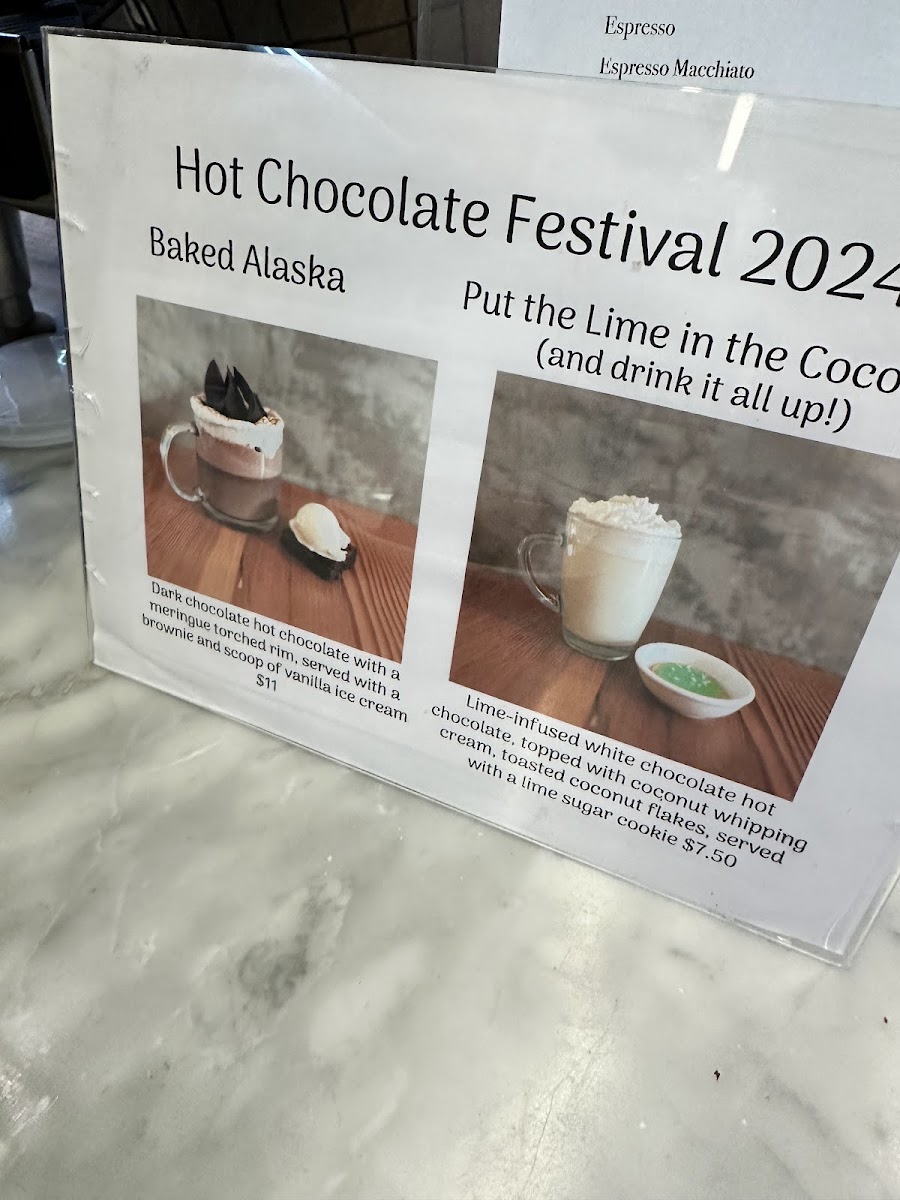 Espresso
Espresso Macchiato
Hot Chocolate Festival 2024
Baked Alaska
Dark chocolate hot chocolate with a
meringue torched rim, served with a
brownie and scoop of vanilla ice cream
$11
Put the Lime in the Coco
(and drink it all up!)
Lime-infused white chocolate hot
chocolate, topped with coconut whipping
cream, toasted coconut flakes, served
with a lime sugar cookie $7.50